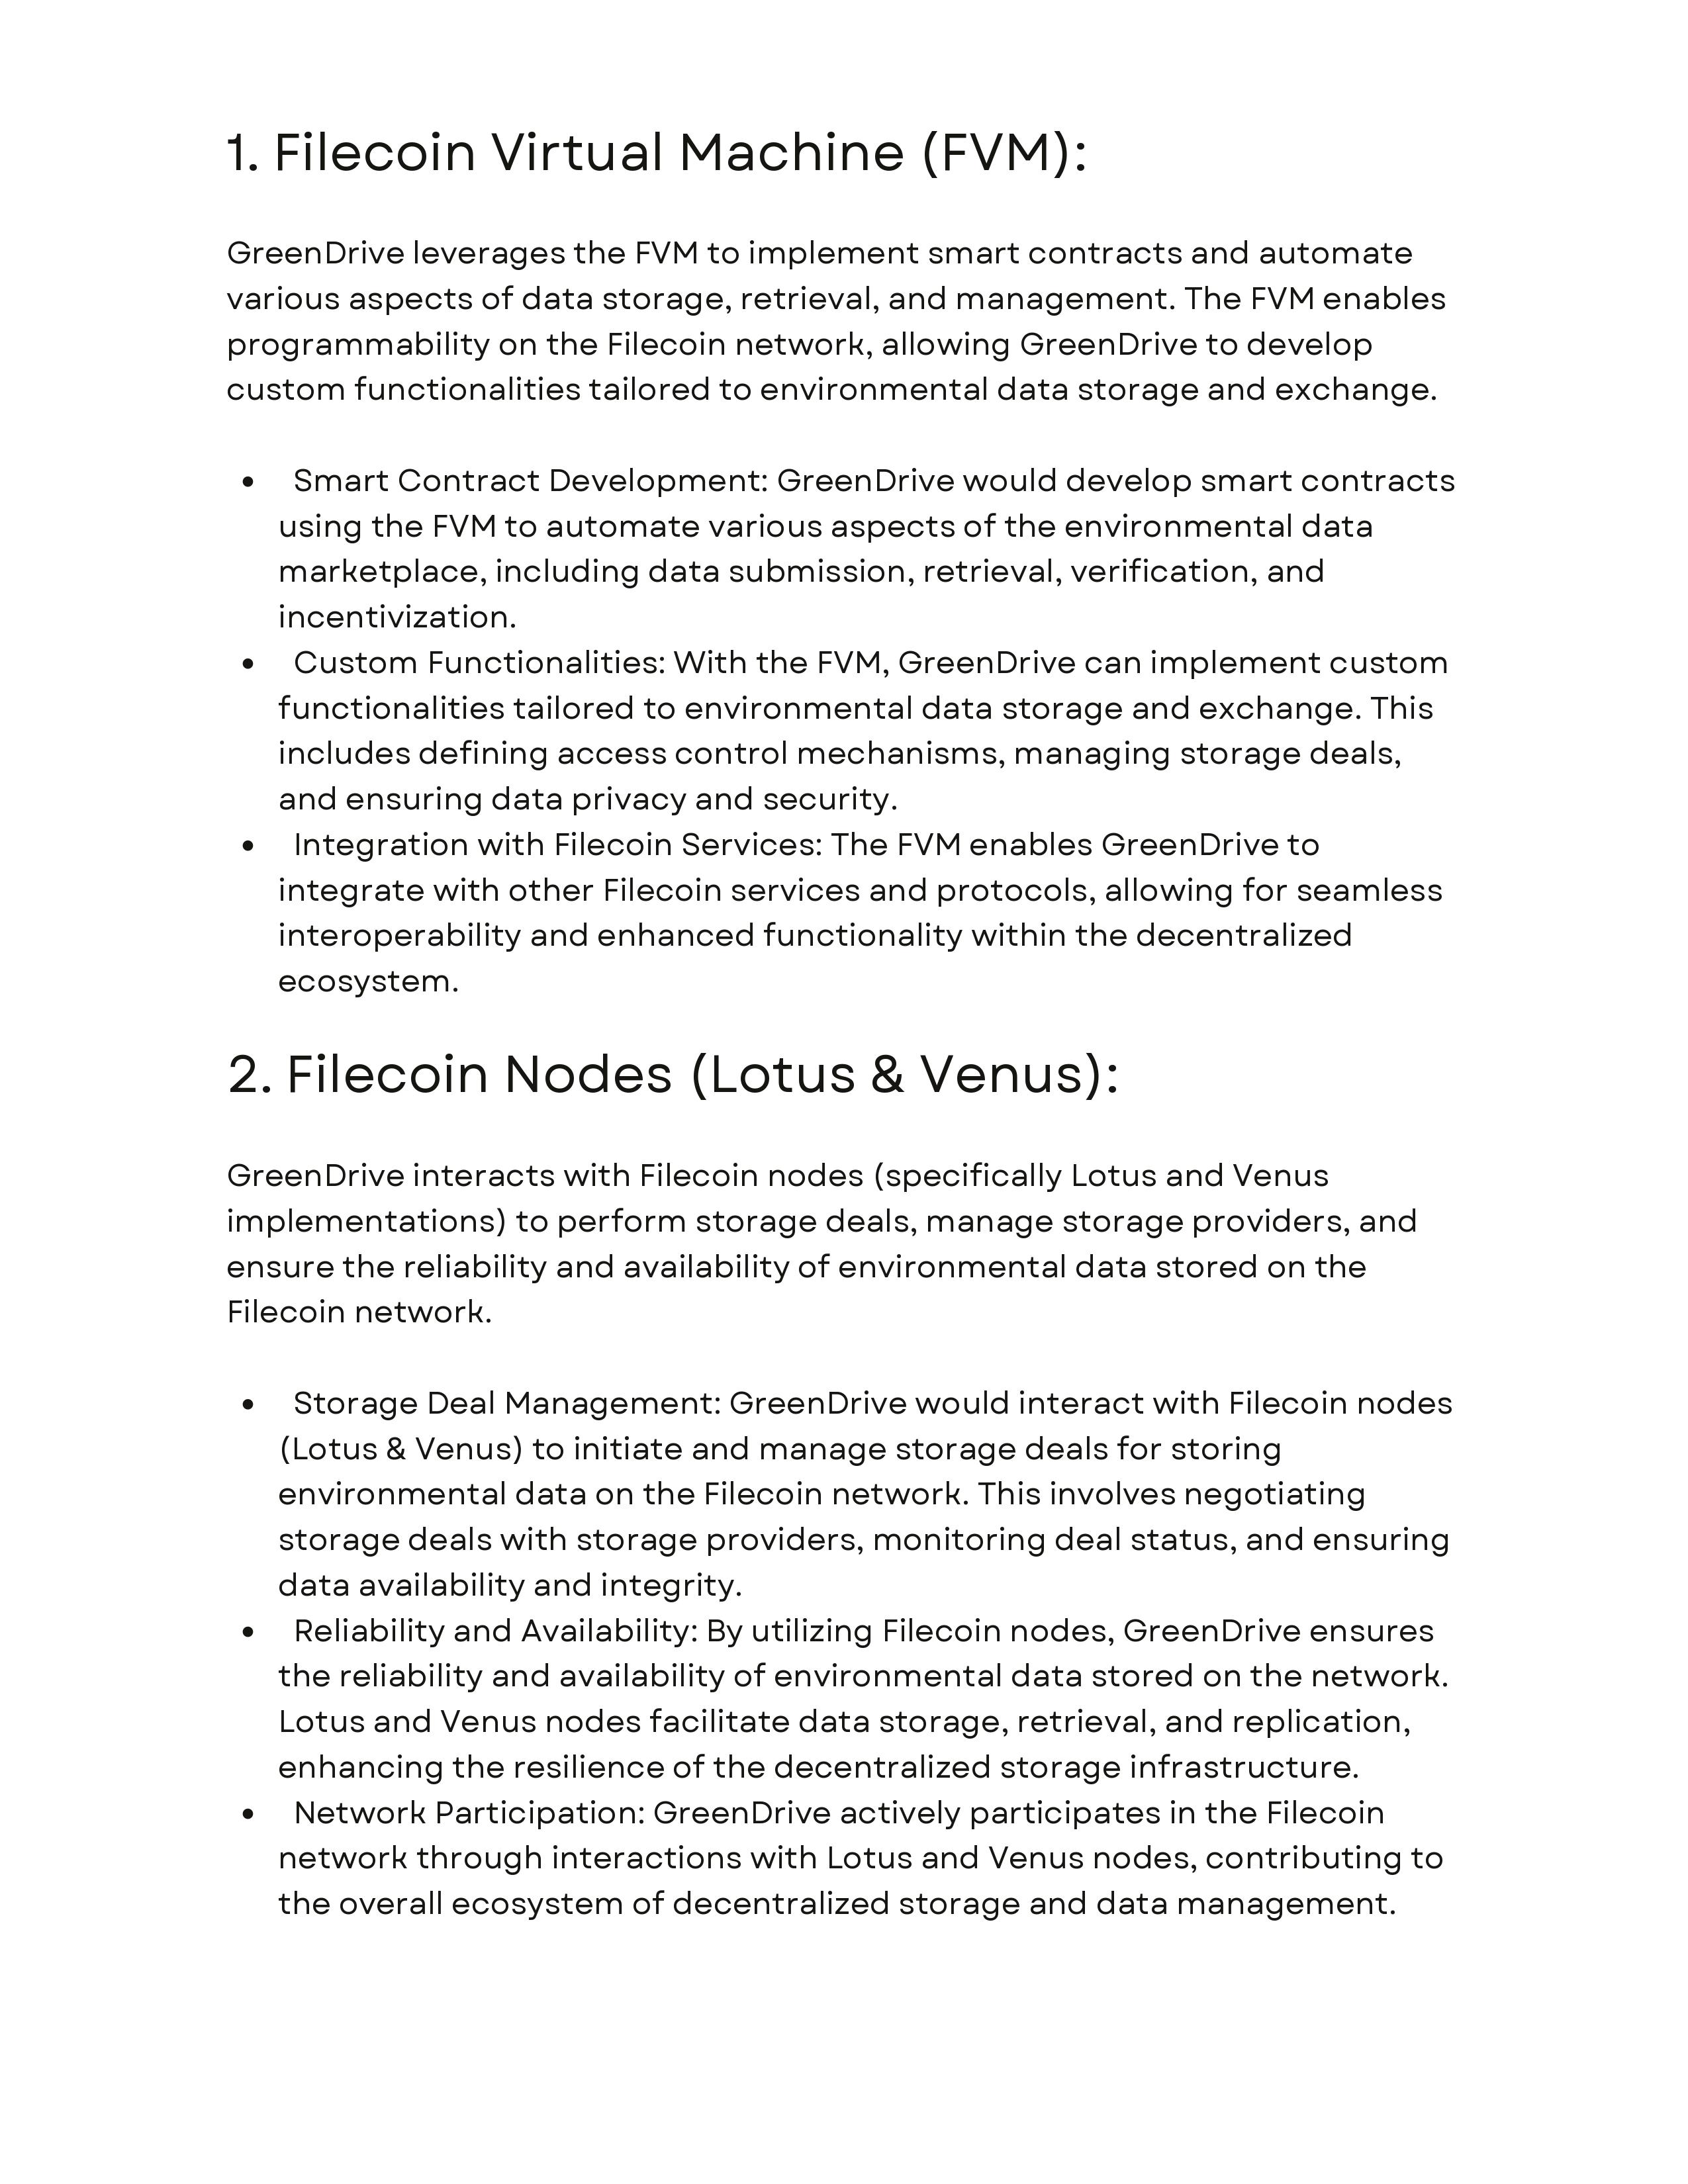 1. Filecoin Virtual Machine (FVM):
GreenDrive leverages the FVM to implement smart contracts and automate
various aspects of data storage, retrieval, and management. The FVM enables
programmability on the Filecoin network, allowing GreenDrive to develop
custom functionalities tailored to environmental data storage and exchange.
• Smart Contract Development: GreenDrive would develop smart contracts
using the FVM to automate various aspects of the environmental data
marketplace, including data submission, retrieval, verification, and
incentivization.
• Custom Functionalities: With the FVM, GreenDrive can implement custom
functionalities tailored to environmental data storage and exchange. This
includes defining access control mechanisms, managing storage deals,
and ensuring data privacy and security.
• Integration with Filecoin Services: The FVM enables GreenDrive to
integrate with other Filecoin services and protocols, allowing for seamless
interoperability and enhanced functionality within the decentralized
ecosystem.
2. Filecoin Nodes (Lotus & Venus):
GreenDrive interacts with Filecoin nodes (specifically Lotus and Venus
implementations) to perform storage deals, manage storage providers, and
ensure the reliability and availability of environmental data stored on the
Filecoin network.
• Storage Deal Management: GreenDrive would interact with Filecoin nodes
(Lotus & Venus) to initiate and manage storage deals for storing
environmental data on the Filecoin network. This involves negotiating
storage deals with storage providers, monitoring deal status, and ensuring
data availability and integrity.
• Reliability and Availability: By utilizing Filecoin nodes, GreenDrive ensures
the reliability and availability of environmental data stored on the network.
Lotus and Venus nodes facilitate data storage, retrieval, and replication,
enhancing the resilience of the decentralized storage infrastructure.
• Network Participation: GreenDrive actively participates in the Filecoin
network through interactions with Lotus and Venus nodes, contributing to
the overall ecosystem of decentralized storage and data management.